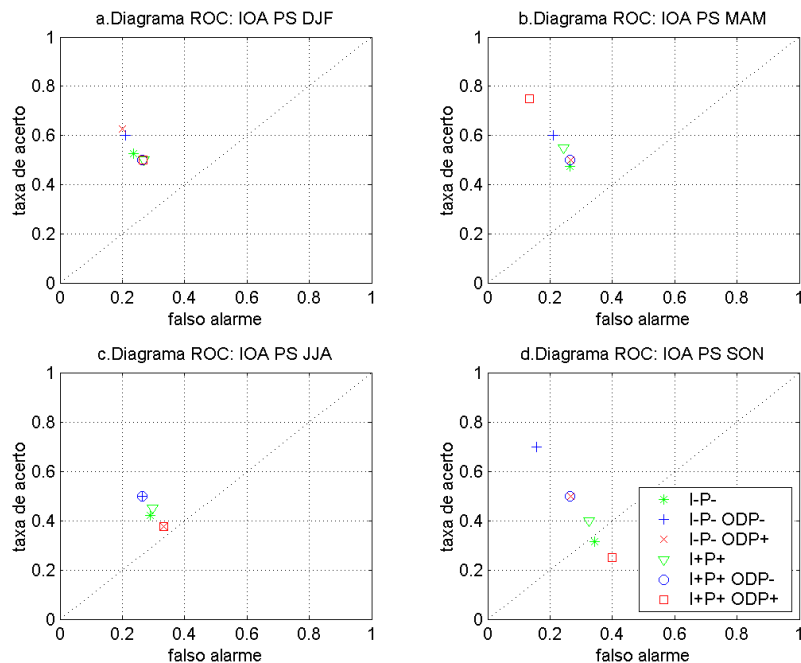 a.Diagrama ROC: IOA PS DJF
1
0.8
0.6
0.4
0.2
0
0 0.2 0.4 0.6 0.8 1
taxa de acerto
falso alarme
b.Diagrama ROC: IOA PS MAM
1
0.8
0.6
0.4
0.2
0
0 0.2 0.4 0.6 0.8 1
taxa de acerto
falso alarme
c.Diagrama ROC: IOA PS JJA
1
0.8
0.6
0.4
0.2
0
0 0.2 0.4 0.6 0.8 1
taxa de acerto
falso alarme
d.Diagrama ROC: IOA PS SON
1
0.8
0.6
0.4
0.2
0
0 0.2 0.4 0.6 0.8 1
taxa de acerto
falso alarme
I-P-
I-P- ODP-
I-P- ODP+
I+P+
I+P+ ODP-
I+P+ ODP+